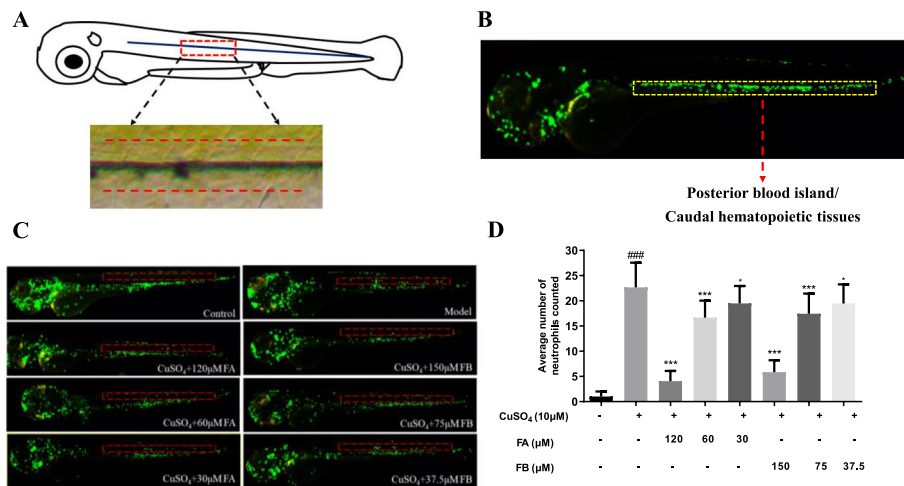 A
B
Posterior blood island/
Caudal hematopoietic tissues
C
Control
Model
CuSO₄+120μM FA
CuSO₄+150μM FB
CuSO₄+60μM FA
CuSO₄+75μM FB
CuSO₄+30μM FA
CuSO₄+37.5μM FB
D
Average number of
neutrophils counted
30
25
20
15
10
5
0
###
***
***
*
***
***
*
CuSO₄ (10μM) - + + + + + + +
FA (μM) - - 120 60 30 - - -
FB (μM) - - - - - 150 75 37.5